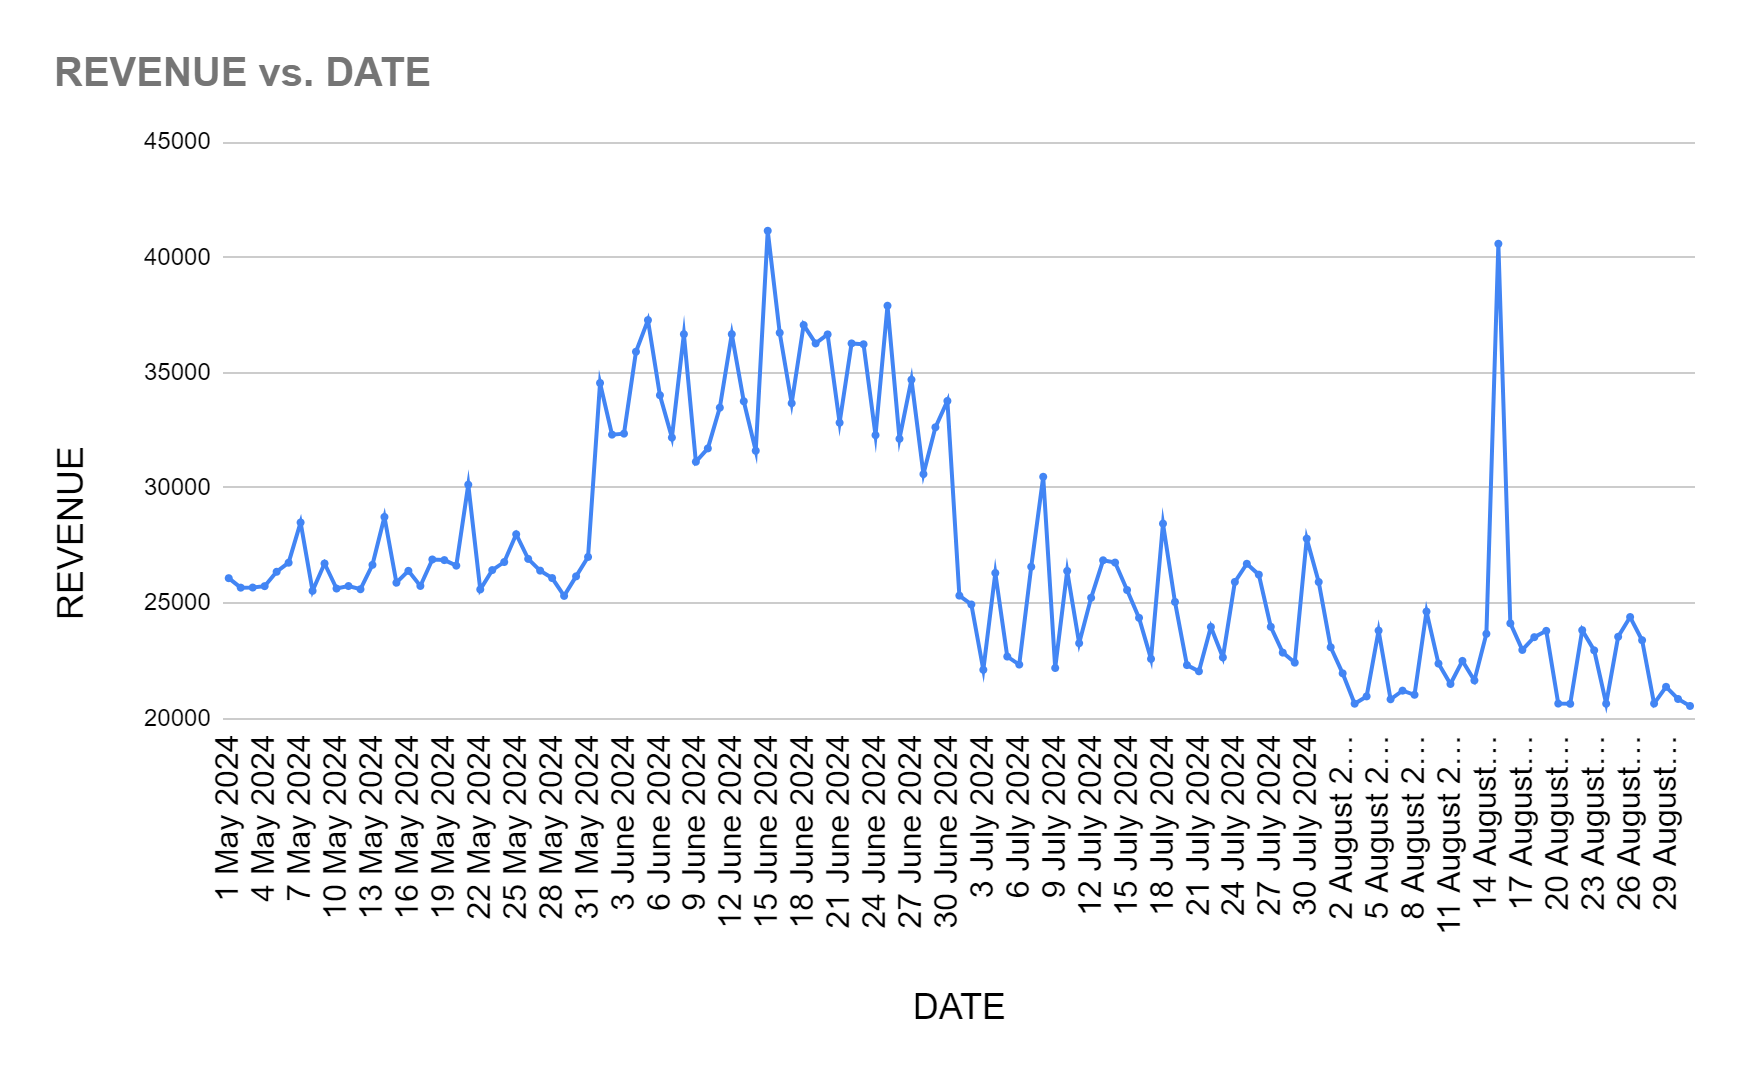 REVENUE vs. DATE
45000
40000
35000
30000
25000
20000
REVENUE
1 May 2024
4 May 2024
7 May 2024
10 May 2024
13 May 2024
16 May 2024
19 May 2024
22 May 2024
25 May 2024
28 May 2024
31 May 2024
3 June 2024
6 June 2024
9 June 2024
12 June 2024
15 June 2024
18 June 2024
21 June 2024
24 June 2024
27 June 2024
30 June 2024
3 July 2024
6 July 2024
9 July 2024
12 July 2024
15 July 2024
18 July 2024
21 July 2024
24 July 2024
27 July 2024
30 July 2024
2 August 2…
5 August 2…
8 August 2…
11 August 2…
14 August…
17 August…
20 August…
23 August…
26 August…
29 August…
DATE